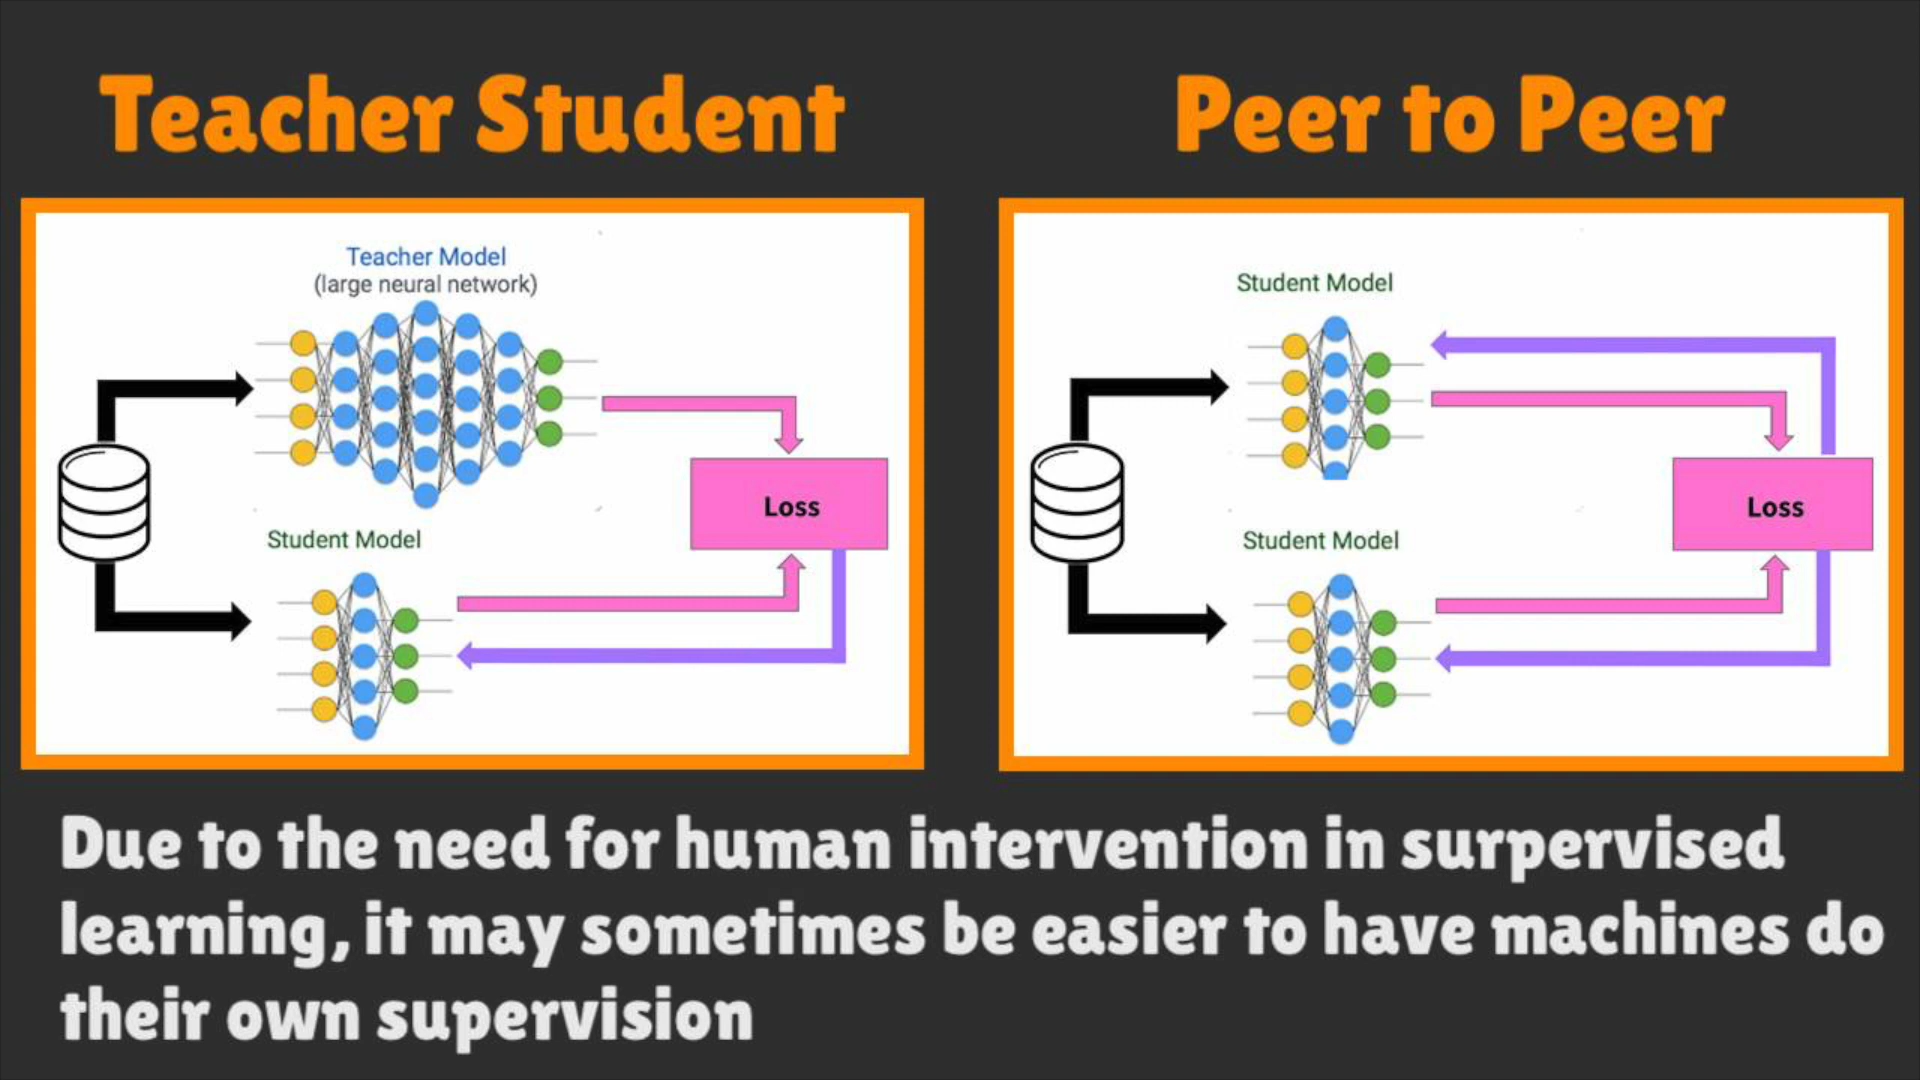 Teacher Student
Peer to Peer
Teacher Model
(large neural network)
Loss
Student Model
Student Model
Loss
Student Model
Due to the need for human intervention in surpervised
learning, it may sometimes be easier to have machines do
their own supervision